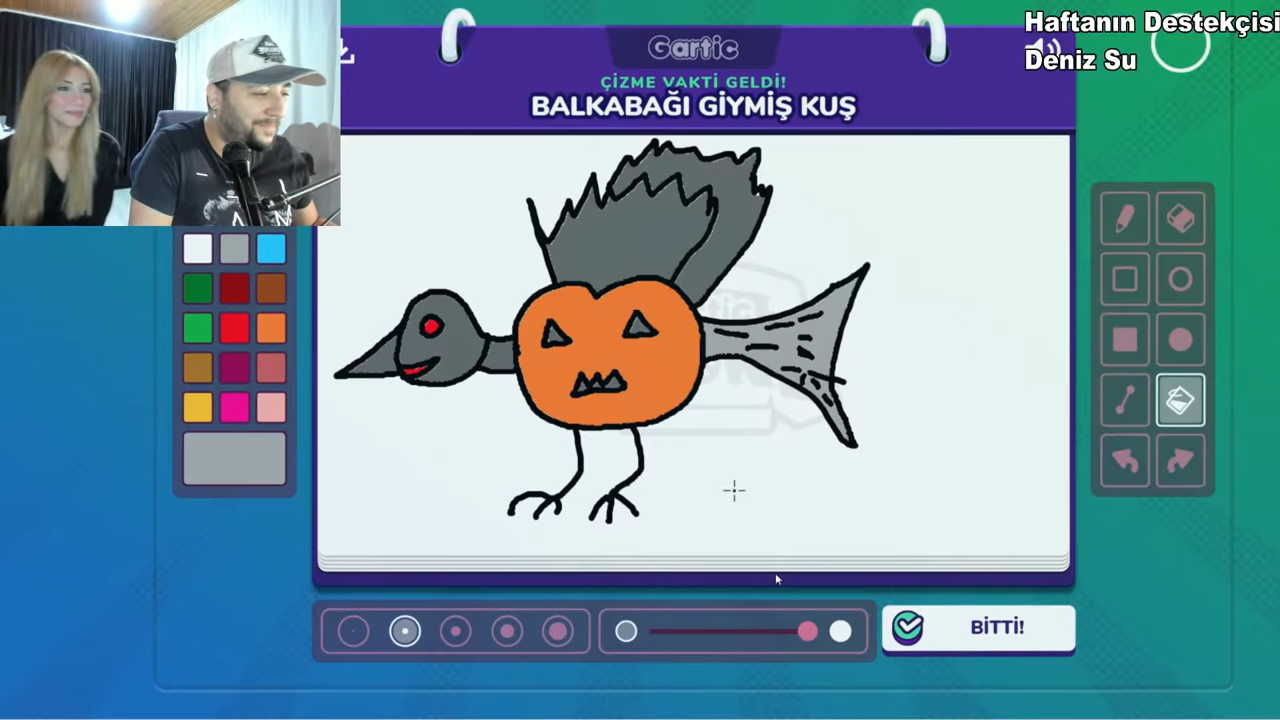 Haftanın Destekçisi
Deniz Su
Gartic
ÇİZME VAKTİ GELDİ!
BALKABAĞI GİYMİŞ KUŞ
BİTTİ!